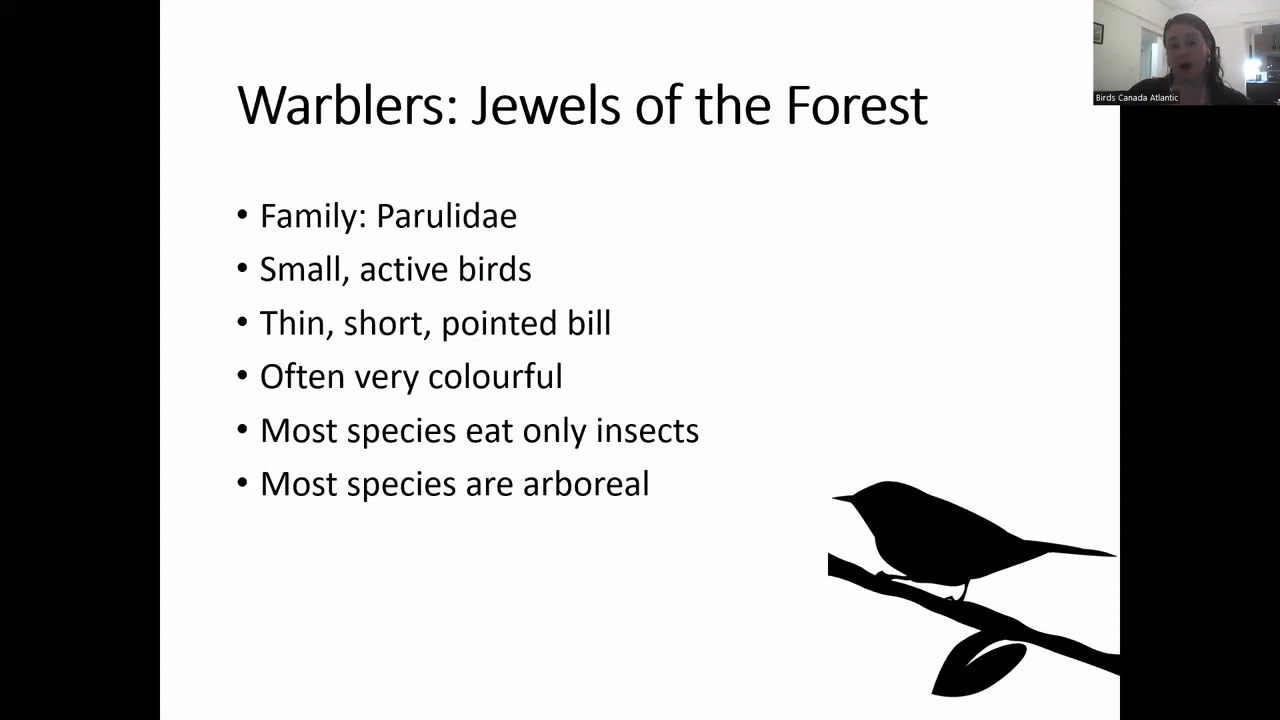 Warblers: Jewels of the Forest
• Family: Parulidae
• Small, active birds
• Thin, short, pointed bill
• Often very colourful
• Most species eat only insects
• Most species are arboreal
Birds Canada Atlantic